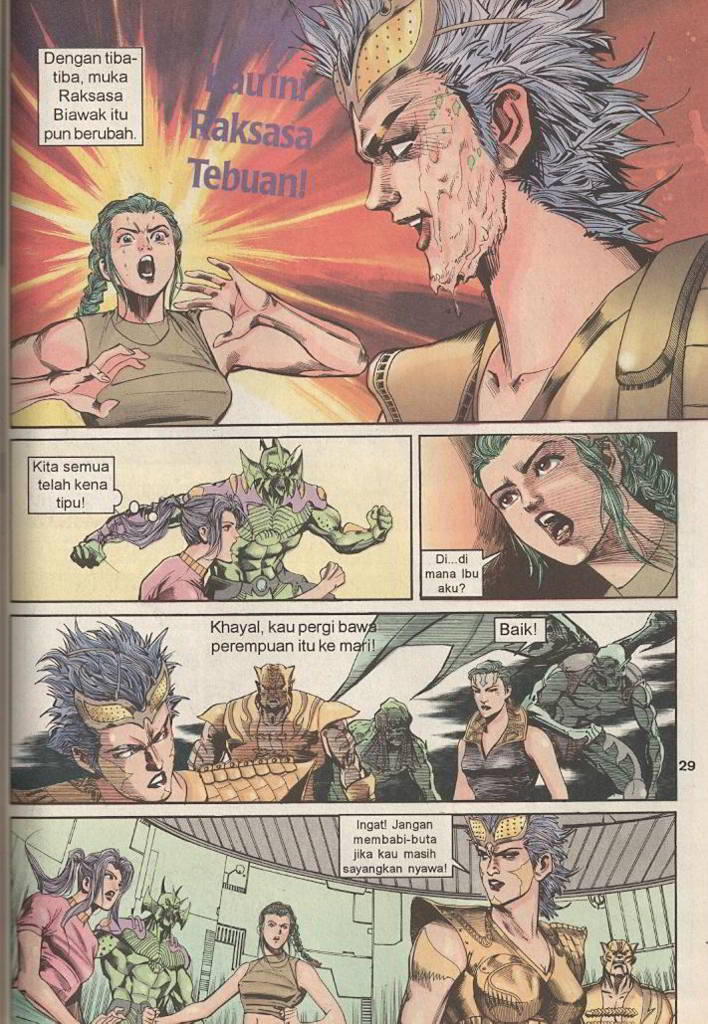 Dengan tiba-
tiba, muka
Raksasa
Biawak itu
pun berubah.
Kau ini
Raksasa
Tebuan!
Kita semua
telah kena
tipu!
Di...di
mana Ibu
aku?
Khayal, kau pergi bawa
perempuan itu ke mari!
Baik!
29
Ingat! Jangan
membabi-buta
jika kau masih
sayangkan nyawa!